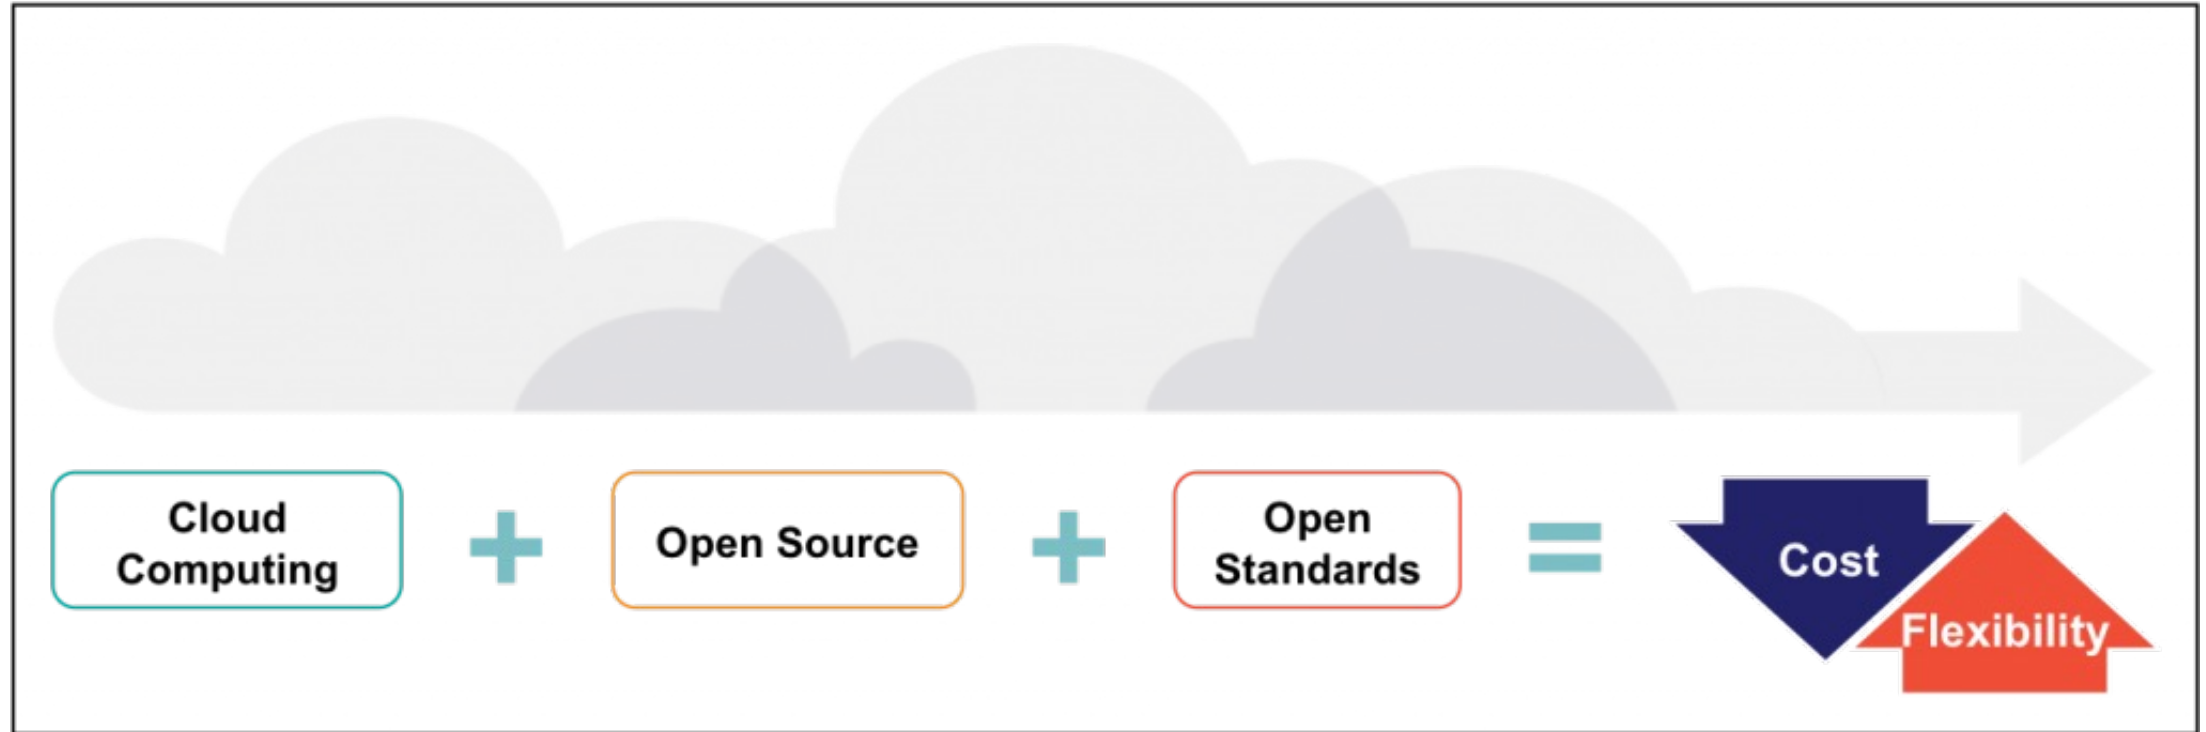 Cloud
Computing
+
Open Source
+
Open
Standards
=
Cost
Flexibility